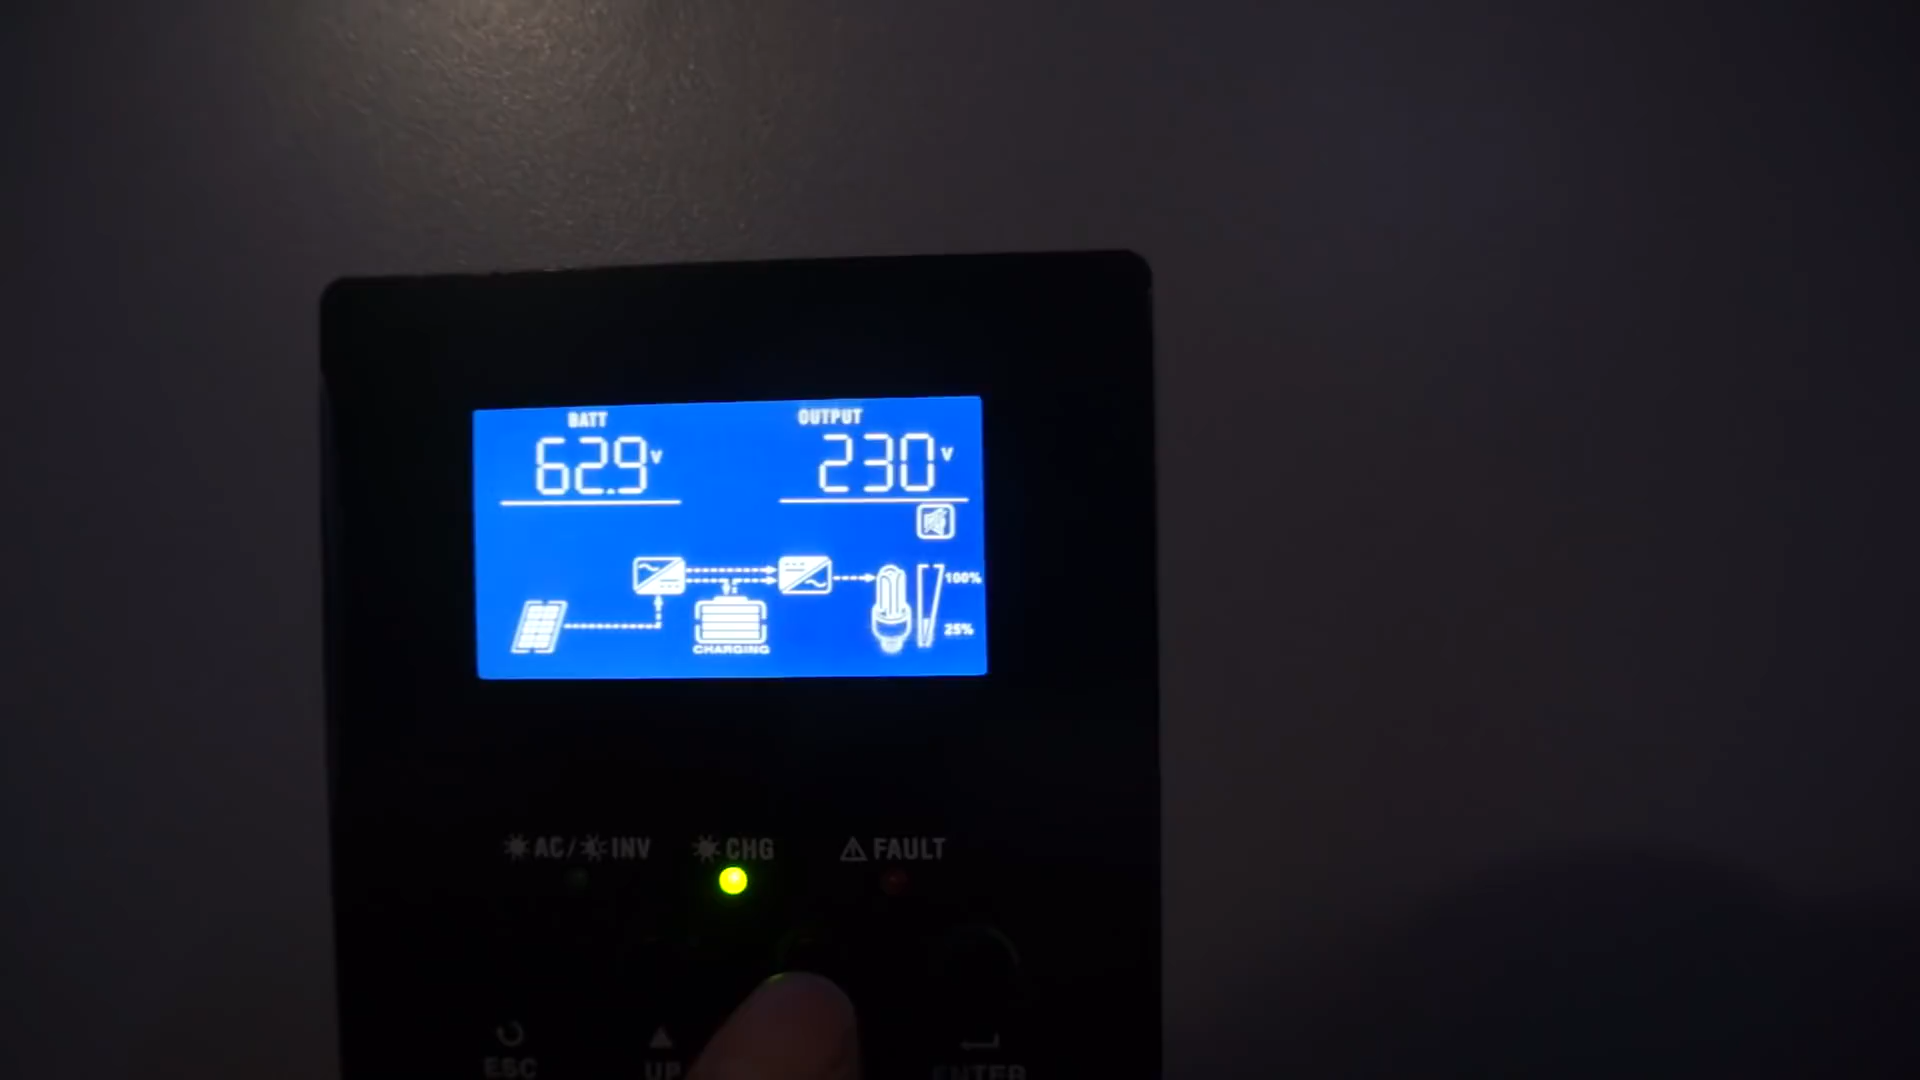 BATT OUTPUT
62.9V 230V
100%
25%
CHARGING
AC/ INV CHG FAULT
ESC UP ENTER